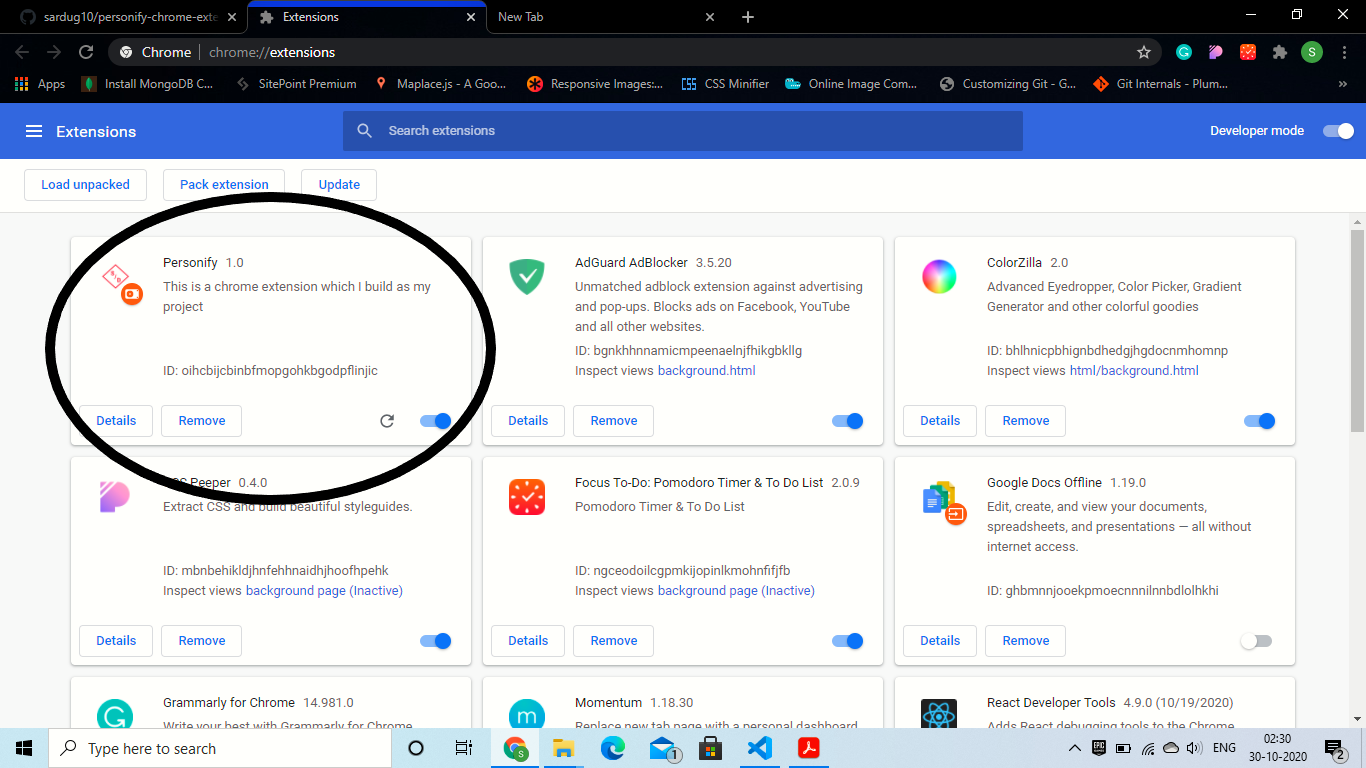 sardug10/personify-chrome-exte
Extensions
New Tab
Chrome
chrome://extensions
S
Apps
Install MongoDB C...
SitePoint Premium
Maplace.js - A Goo...
Responsive Images:...
CSS Minifier
Online Image Com...
Customizing Git - G...
Git Internals - Plum...
»
Extensions
Search extensions
Developer mode
Load unpacked
Pack extension
Update
Personify 1.0
This is a chrome extension which I build as my
project
ID: oihcbijcbinbfmopgohkbgodpflinjic
Details
Remove
AdGuard AdBlocker 3.5.20
Unmatched adblock extension against advertising
and pop-ups. Blocks ads on Facebook, YouTube
and all other websites.
ID: bgnkhhnnamicmpeenaelnjfhikgbkllg
Inspect views background.html
Details
Remove
ColorZilla 2.0
Advanced Eyedropper, Color Picker, Gradient
Generator and other colorful goodies
ID: bhlhnicpbhignbdhedgjhgdocnmhomnp
Inspect views html/background.html
Details
Remove
Peeper 0.4.0
Extract CSS and build beautiful styleguides.
ID: mbnbehikldjhnfehhnaidhjhoofhpehk
Inspect views background page (Inactive)
Details
Remove
Focus To-Do: Pomodoro Timer & To Do List 2.0.9
Pomodoro Timer & To Do List
ID: ngceodoilcgpmkijopinlkmohnfifjfb
Inspect views background page (Inactive)
Details
Remove
Google Docs Offline 1.19.0
Edit, create, and view your documents,
spreadsheets, and presentations — all without
internet access.
ID: ghbmnnjooekpmoecnnnilnnbdlolhkhi
Details
Remove
Grammarly for Chrome 14.981.0
Write your best with Grammarly for Chrome.
Momentum 1.18.30
Replace new tab page with a personal dashboard
React Developer Tools 4.9.0 (10/19/2020)
Adds React debugging tools to the Chrome
Type here to search
S
1
EPIC
ENG
02:30
30-10-2020
2